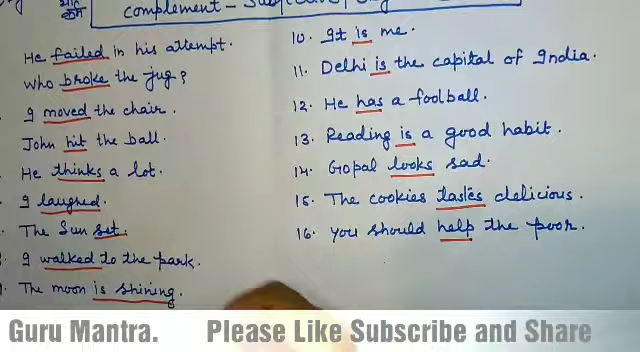 complement -
He failed in his attempt.
Who broke the jug?
I moved the chair.
John hit the ball.
He thinks a lot.
I laughed.
The Sun set.
I walked to the park.
The moon is shining.
10. It is me.
11. Delhi is the capital of India.
12. He has a football.
13. Reading is a good habit.
14. Gopal looks sad.
15. The cookies tastes delicious.
16. You should help the poor.
Guru Mantra. Please Like Subscribe and Share